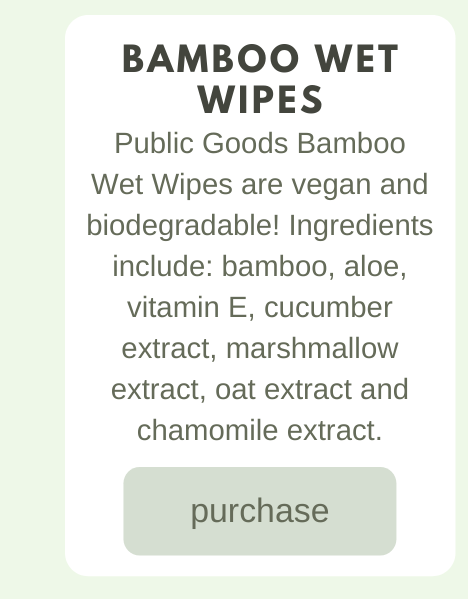 BAMBOO WET
WIPES
Public Goods Bamboo
Wet Wipes are vegan and
biodegradable! Ingredients
include: bamboo, aloe,
vitamin E, cucumber
extract, marshmallow
extract, oat extract and
chamomile extract.
purchase